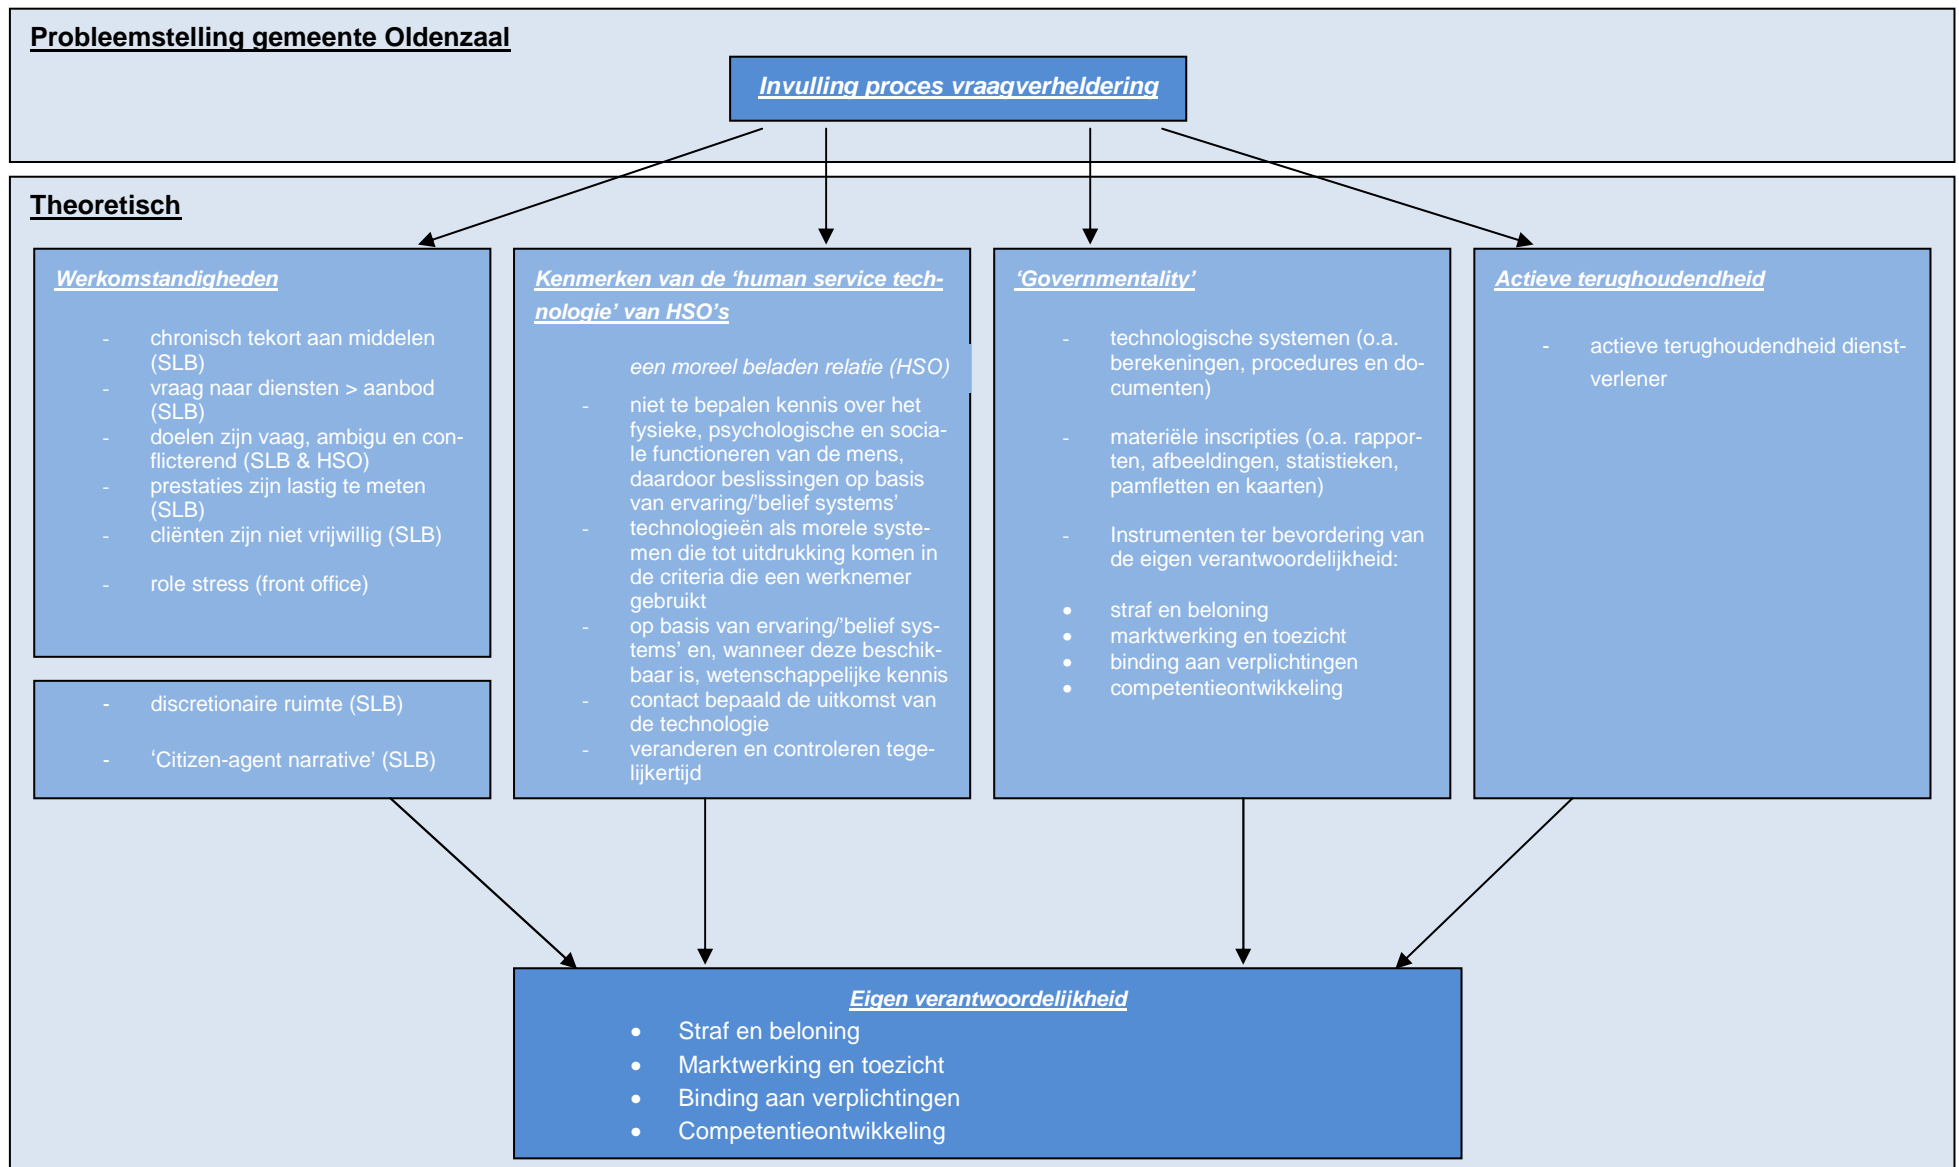 Probleemstelling gemeente Oldenzaal
Invulling proces vraagverheldering
Theoretisch
Werkomstandigheden
- chronisch tekort aan middelen
(SLB)
- vraag naar diensten > aanbod
(SLB)
- doelen zijn vaag, ambigu en con-
flicterend (SLB & HSO)
- prestaties zijn lastig te meten
(SLB)
- cliënten zijn niet vrijwillig (SLB)
- role stress (front office)
- discretionaire ruimte (SLB)
- ‘Citizen-agent narrative’ (SLB)
Kenmerken van de ‘human service tech-
nologie’ van HSO’s
een moreel beladen relatie (HSO)
- niet te bepalen kennis over het
fysieke, psychologische en socia-
le functioneren van de mens,
daardoor beslissingen op basis
van ervaring/’belief systems’
- technologieën als morele syste-
men die tot uitdrukking komen in
de criteria die een werknemer
gebruikt
- op basis van ervaring/’belief sys-
tems’ en, wanneer deze beschik-
baar is, wetenschappelijke kennis
- contact bepaald de uitkomst van
de technologie
- veranderen en controleren tege-
lijkertijd
‘Governmentality’
- technologische systemen (o.a.
berekeningen, procedures en do-
cumenten)
- materiële inscripties (o.a. rappor-
ten, afbeeldingen, statistieken,
pamfletten en kaarten)
- Instrumenten ter bevordering van
de eigen verantwoordelijkheid:
• straf en beloning
• marktwerking en toezicht
• binding aan verplichtingen
• competentieontwikkeling
Actieve terughoudendheid
- actieve terughoudendheid dienst-
verlener
Eigen verantwoordelijkheid
• Straf en beloning
• Marktwerking en toezicht
• Binding aan verplichtingen
• Competentieontwikkeling